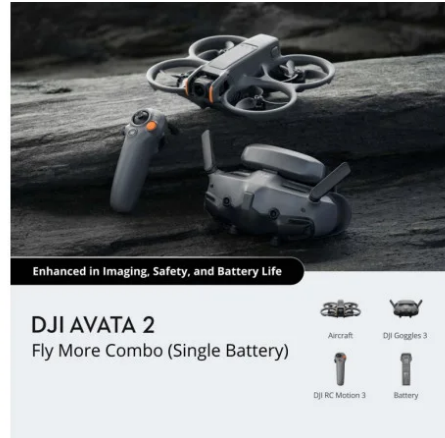 Enhanced in Imaging, Safety, and Battery Life
DJI AVATA 2
Fly More Combo (Single Battery)
Aircraft
DJI Goggles 3
DJI RC Motion 3
Battery